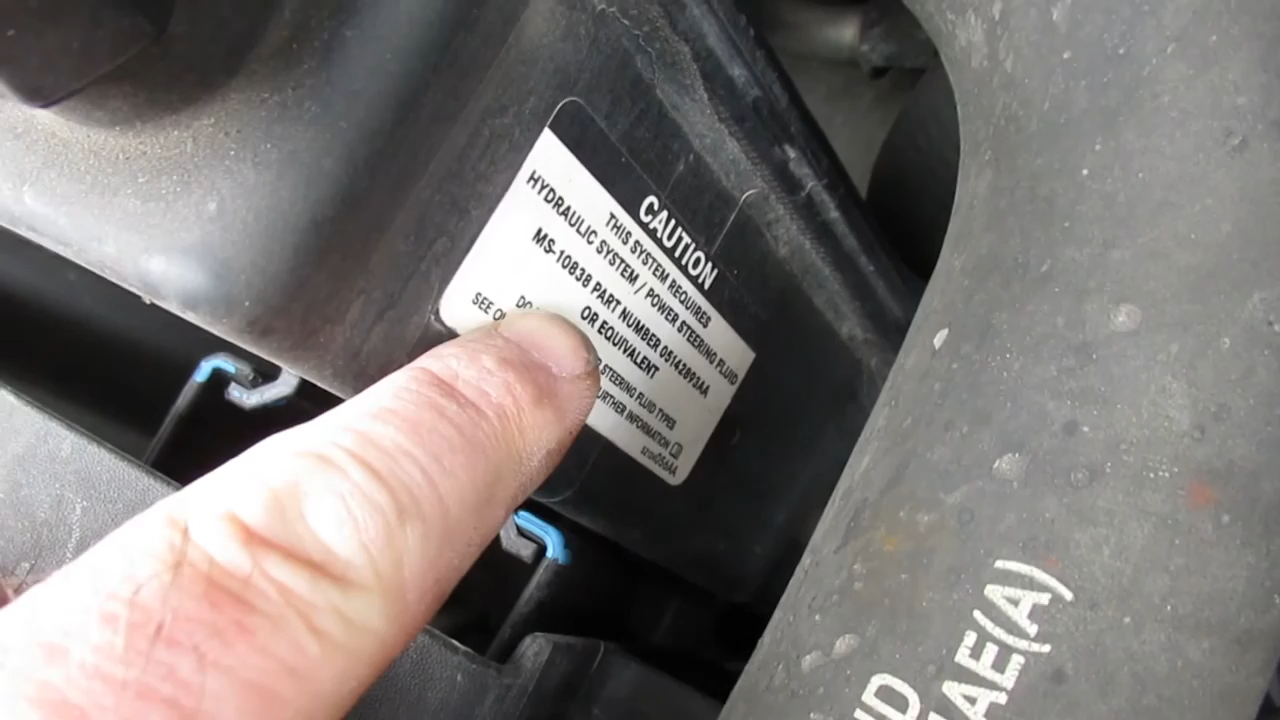 CAUTION
THIS SYSTEM REQUIRES
HYDRAULIC SYSTEM / POWER STEERING FLUID
MS-10838 PART NUMBER 05142893AA
OR EQUIVALENT
STEERING FLUID TYPES
SEE
FURTHER INFORMATION